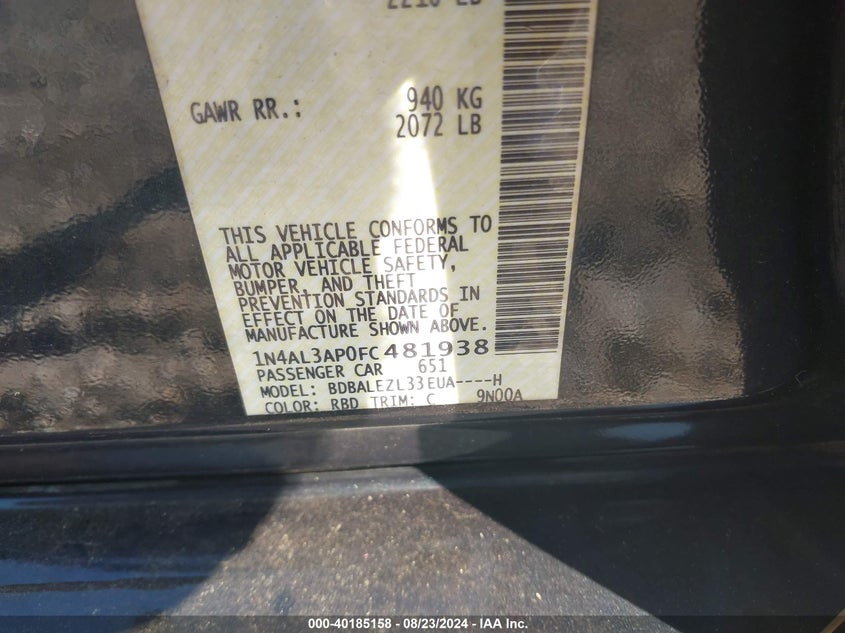 2210 LB
GAWR RR.: 940 KG
2072 LB
THIS VEHICLE CONFORMS TO
ALL APPLICABLE FEDERAL
MOTOR VEHICLE SAFETY,
BUMPER, AND THEFT
PREVENTION STANDARDS IN
EFFECT ON THE DATE OF
MANUFACTURE SHOWN ABOVE.
1N4AL3AP0FC481938
PASSENGER CAR 651
MODEL: BDBALEZL33EUA----H
COLOR: RBD TRIM: C 9N00A
000-40185158 - 08/23/2024 - IAA Inc.